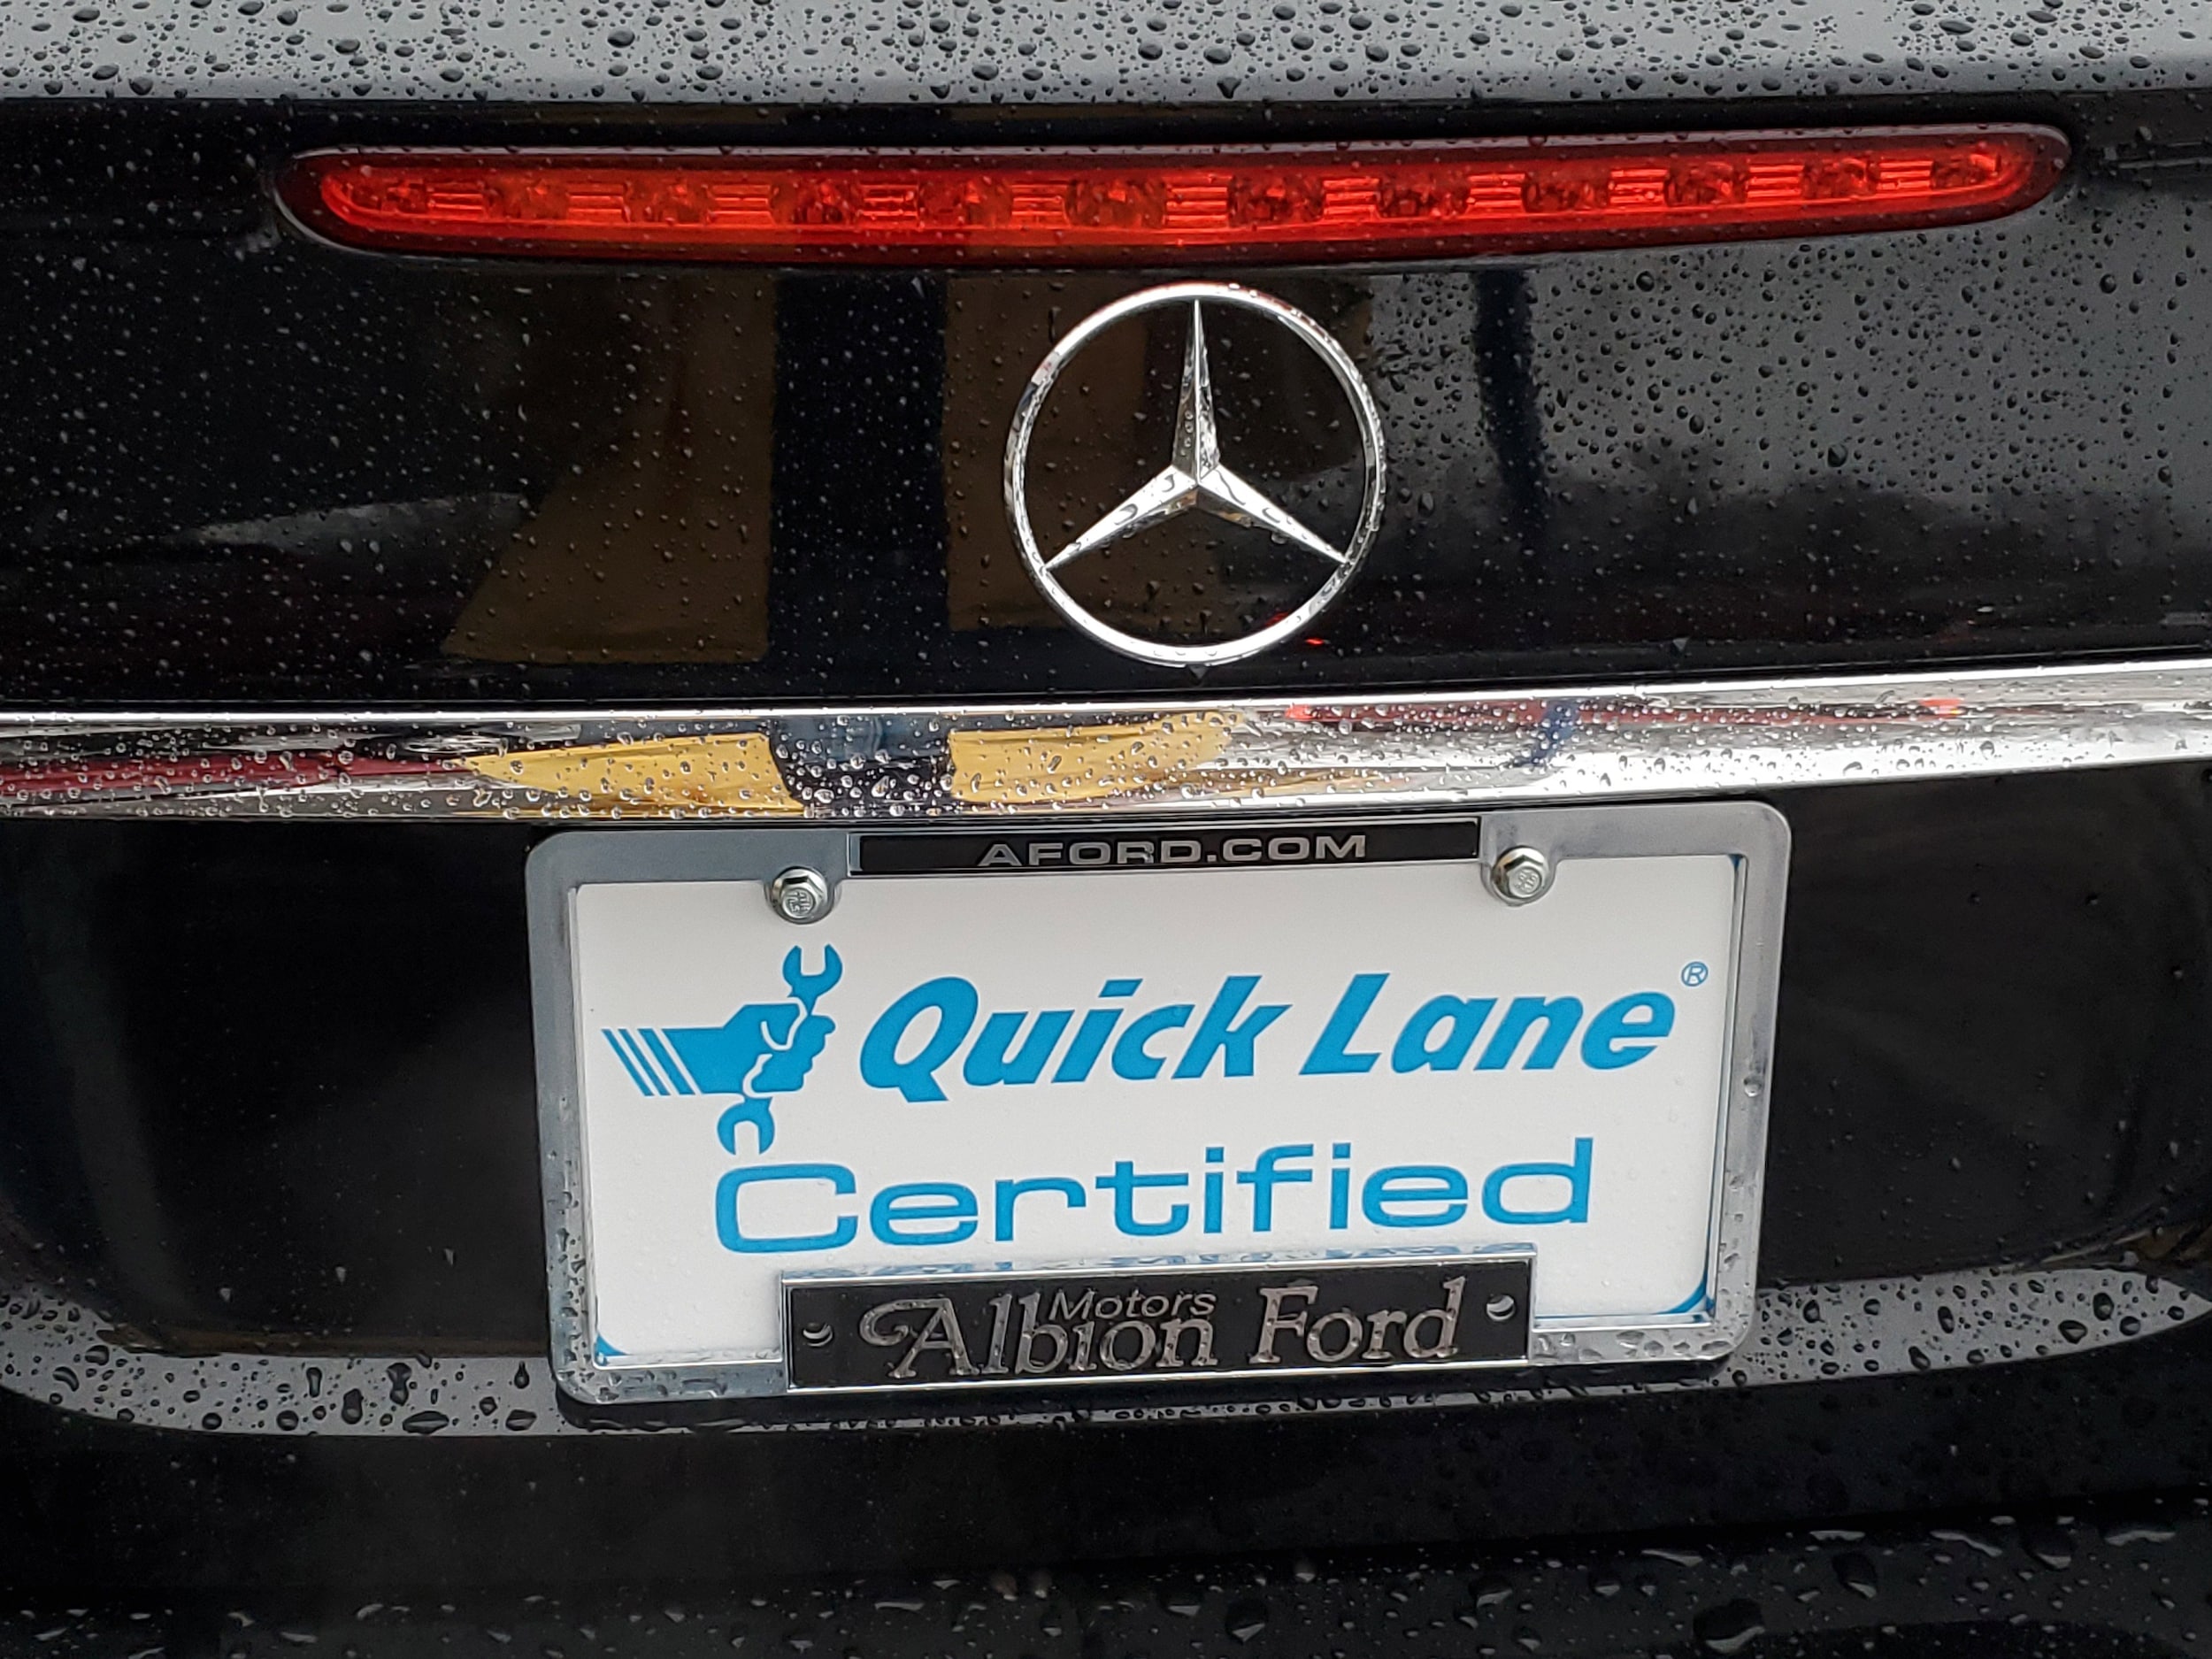 AFORD.COM
Quick Lane®
Certified
Motors
Albion Ford